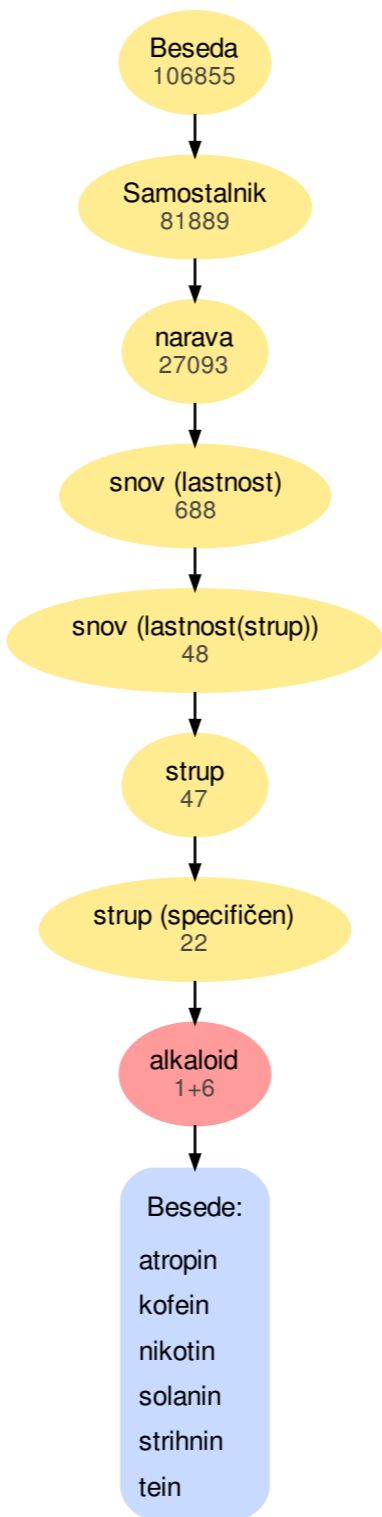 Beseda
106855
Samostalnik
81889
narava
27093
snov (lastnost)
688
snov (lastnost(strup))
48
strup
47
strup (specifičen)
22
alkaloid
1+6
Besede:
atropin
kofein
nikotin
solanin
strihnin
tein